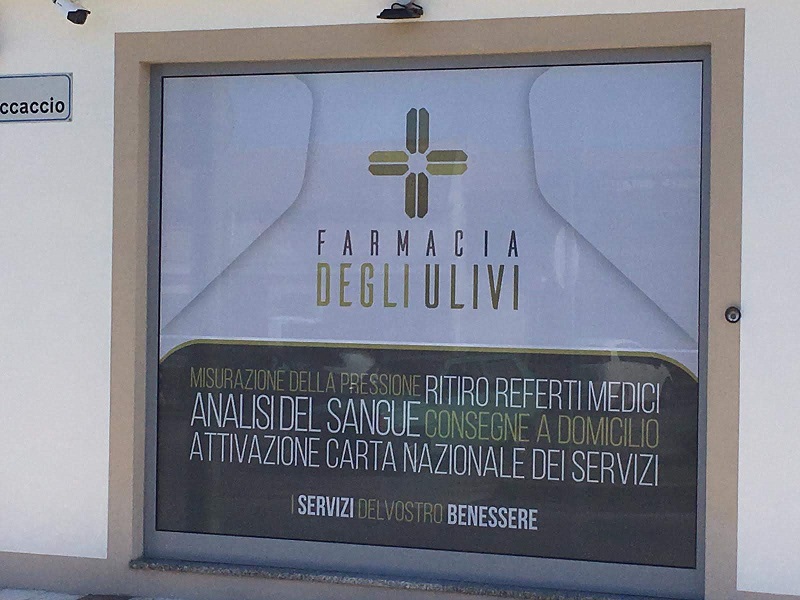 ccaccio
FARMACIA
DEGLI ULIVI
MISURAZIONE DELLA PRESSIONE RITIRO REFERTI MEDICI
ANALISI DEL SANGUE CONSEGNE A DOMICILIO
ATTIVAZIONE CARTA NAZIONALE DEI SERVIZI
I SERVIZI DEL VOSTRO BENESSERE